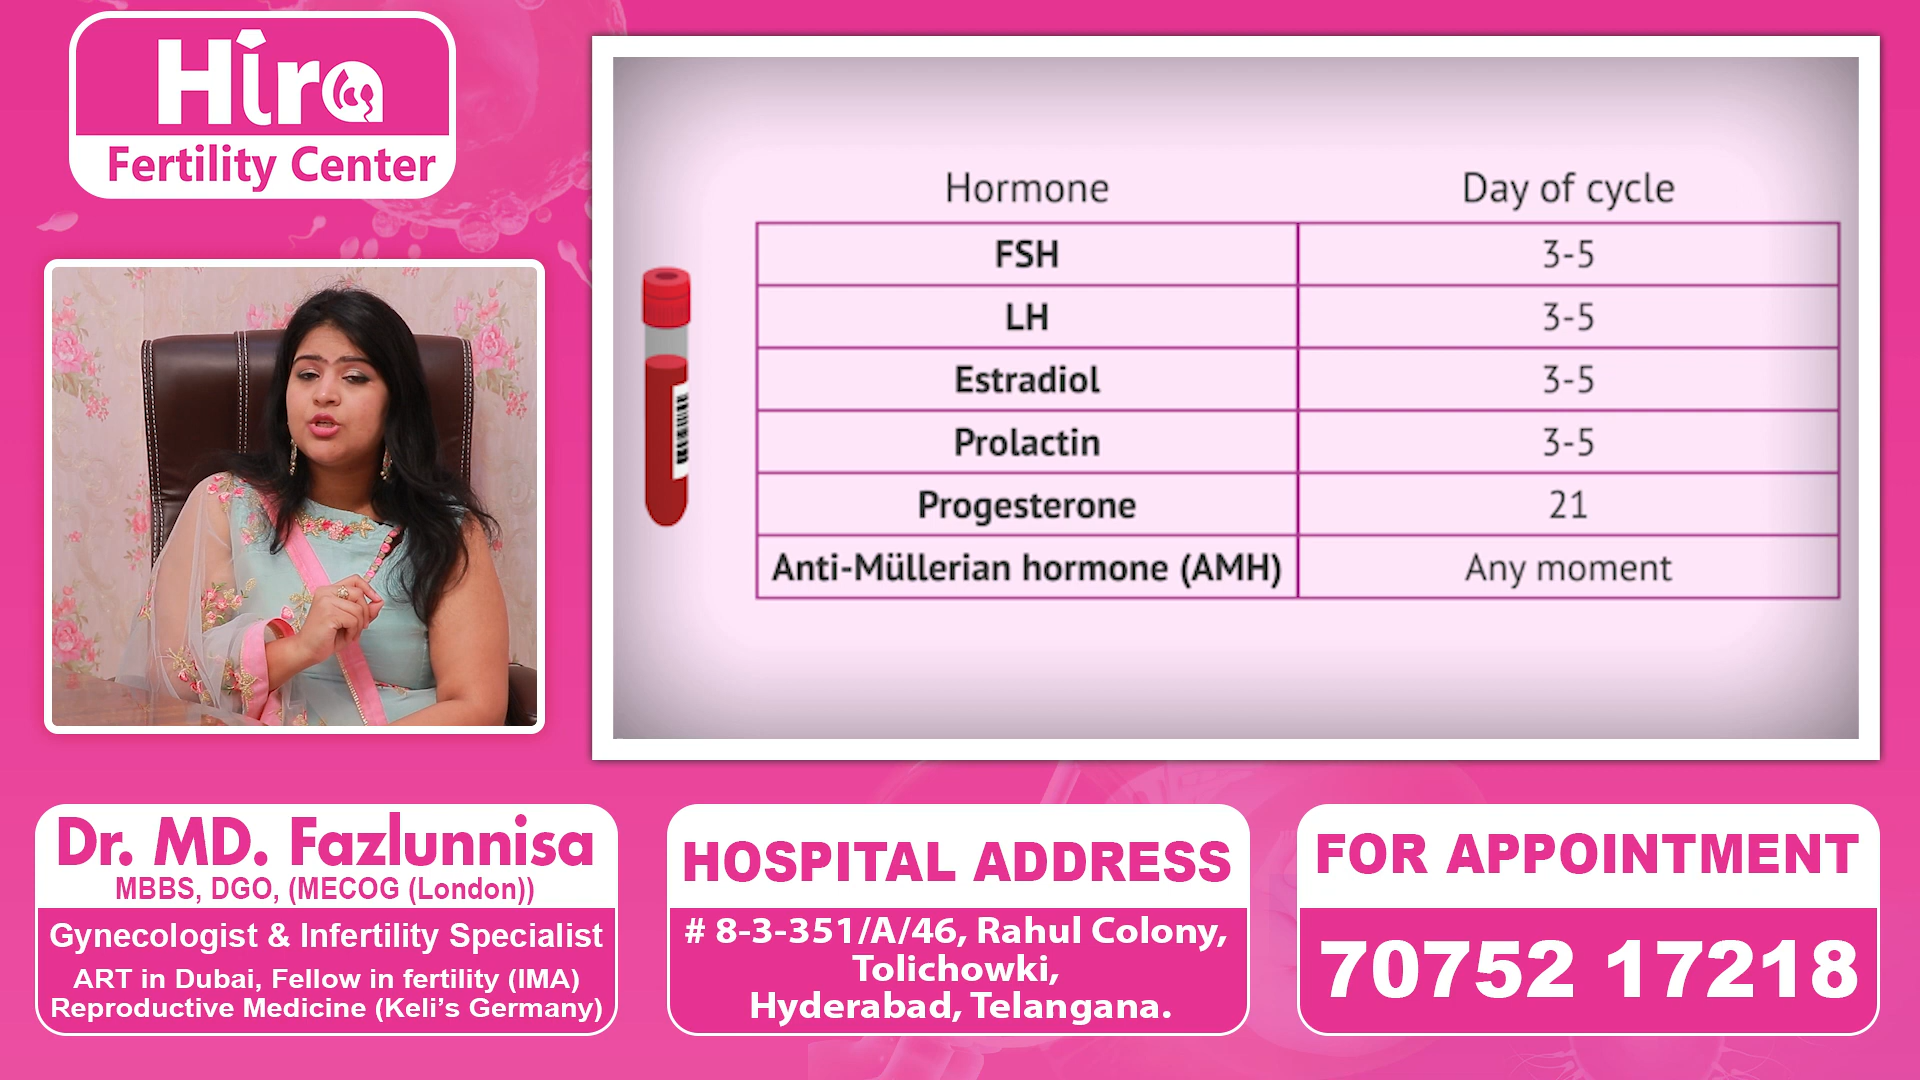 Hira
Fertility Center
Hormone Day of cycle
FSH 3-5
LH 3-5
Estradiol 3-5
Prolactin 3-5
Progesterone 21
Anti-Müllerian hormone (AMH) Any moment
Dr. MD. Fazlunnisa
MBBS, DGO, (MECOG (London))
Gynecologist & Infertility Specialist
ART in Dubai, Fellow in fertility (IMA)
Reproductive Medicine (Keli’s Germany)
HOSPITAL ADDRESS
# 8-3-351/A/46, Rahul Colony,
Tolichowki,
Hyderabad, Telangana.
FOR APPOINTMENT
70752 17218